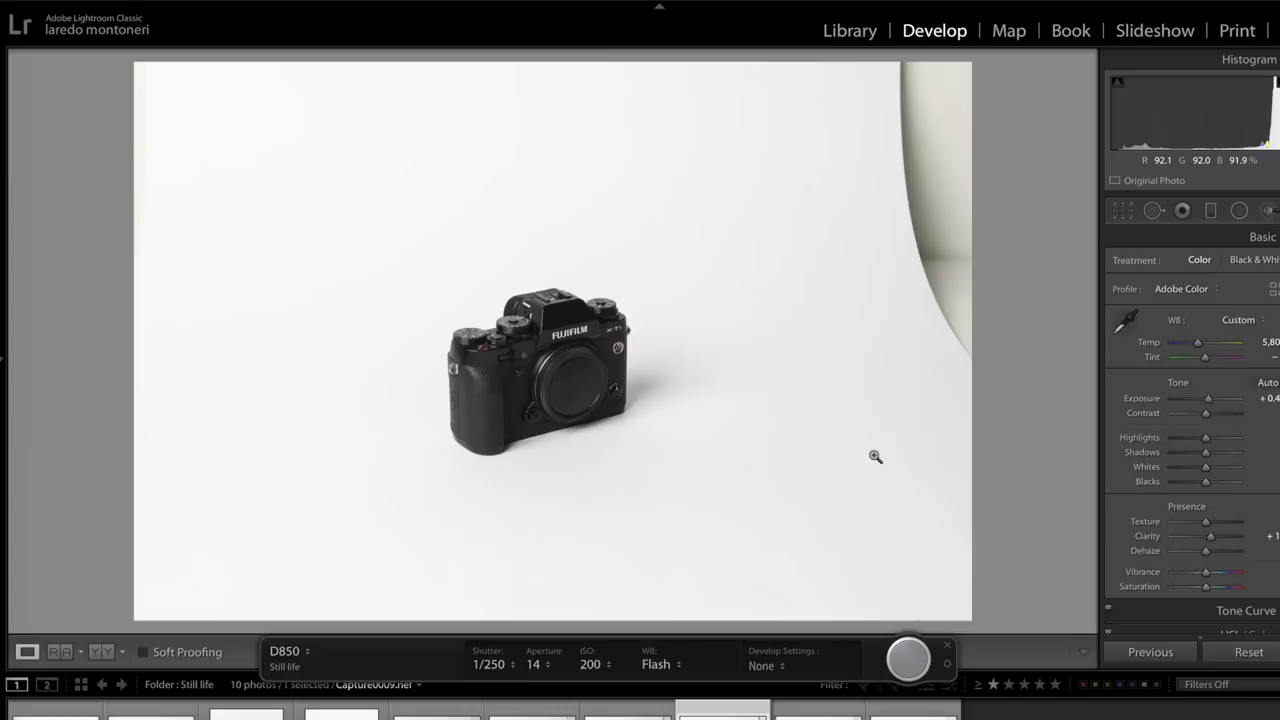 Lr
Adobe Lightroom Classic
laredo montoneri
Library | Develop | Map | Book | Slideshow | Print |
Histogram
R 92.1 G 92.0 B 91.9 %
Original Photo
Basic
Treatment : Color Black & Whi
Profile : Adobe Color
WB : Custom
Temp 5,80
Tint
Tone Auto
Exposure + 0.4
Contrast
Highlights
Shadows
Whites
Blacks
Presence
Texture
Clarity + 1
Dehaze
Vibrance
Saturation
Tone Curve
FUJIFILM
X-T1
Soft Proofing
D850
Still life
Shutter: Aperture: ISO: WB: Develop Settings :
1/250 14 200 Flash None
Previous Reset
1 2 Folder : Still life 10 photos / 1 selected / Capture0009.nef Filter : Filters Off